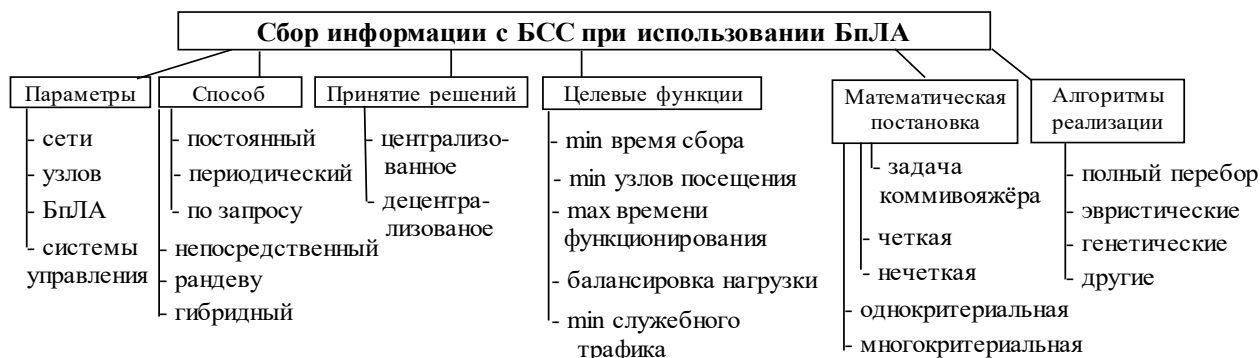 Сбор информации с БСС при использовании БпЛА
Параметры
- сети
- узлов
- БпЛА
- системы
управления
Способ
- постоянный
- периодический
- по запросу
- непосредственный
- рандеву
- гибридный
Принятие решений
- централизо-
ванное
- децентра-
лизованое
Целевые функции
- min время сбора
- min узлов посещения
- max времени
функционирования
- балансировка нагрузки
- min служебного
трафика
Математическая
постановка
- задача
коммивояжёра
- четкая
- нечеткая
- однокритериальная
- многокритериальная
Алгоритмы
реализации
- полный перебор
- эвристические
- генетические
- другие